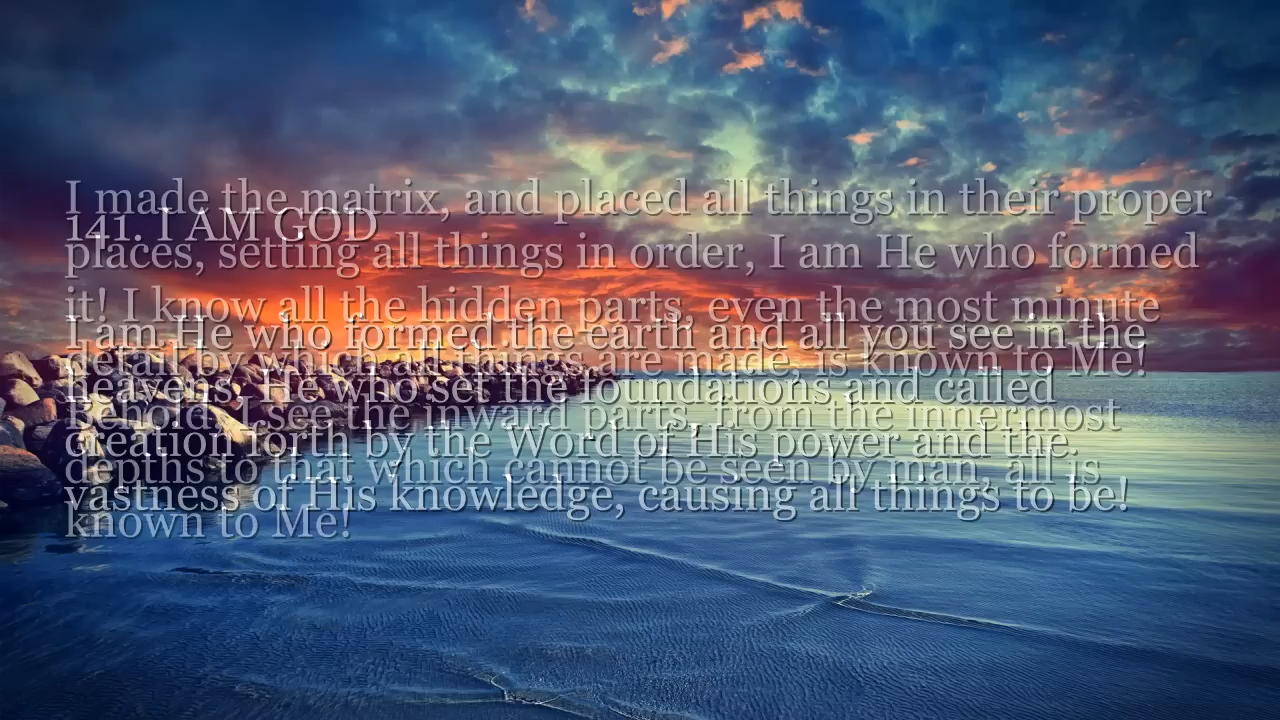 141. I AM GOD
I am He who formed the earth and all you see in the
heavens! He who set the foundations and called
creation forth by the Word of His power and the.
vastness of His knowledge, causing all things to be!
I made the matrix, and placed all things in their proper
places, setting all things in order, I am He who formed
it! I know all the hidden parts, even the most minute
by which all things are made, is known to Me!
Behold, I see the inward parts, from the innermost
depths to that which cannot be seen by man, all is
known to Me!